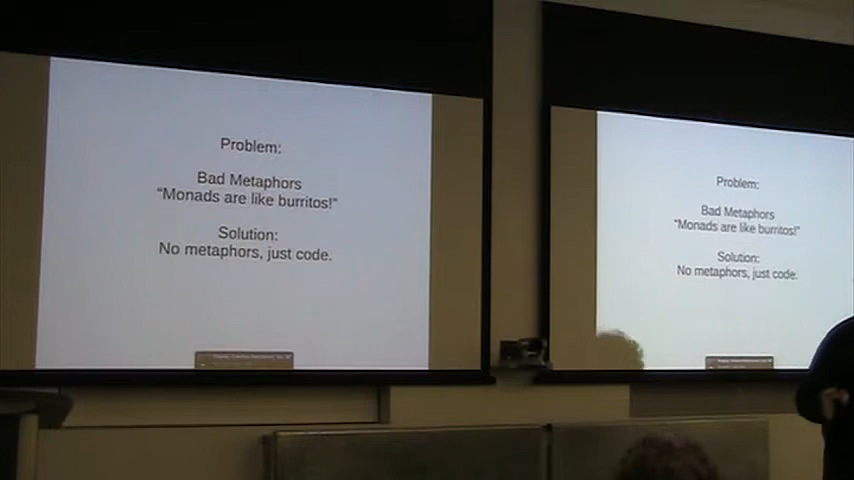 Problem:
Bad Metaphors
“Monads are like burritos!”
Solution:
No metaphors, just code.
Problem:
Bad Metaphors
“Monads are like burritos!”
Solution:
No metaphors, just code.